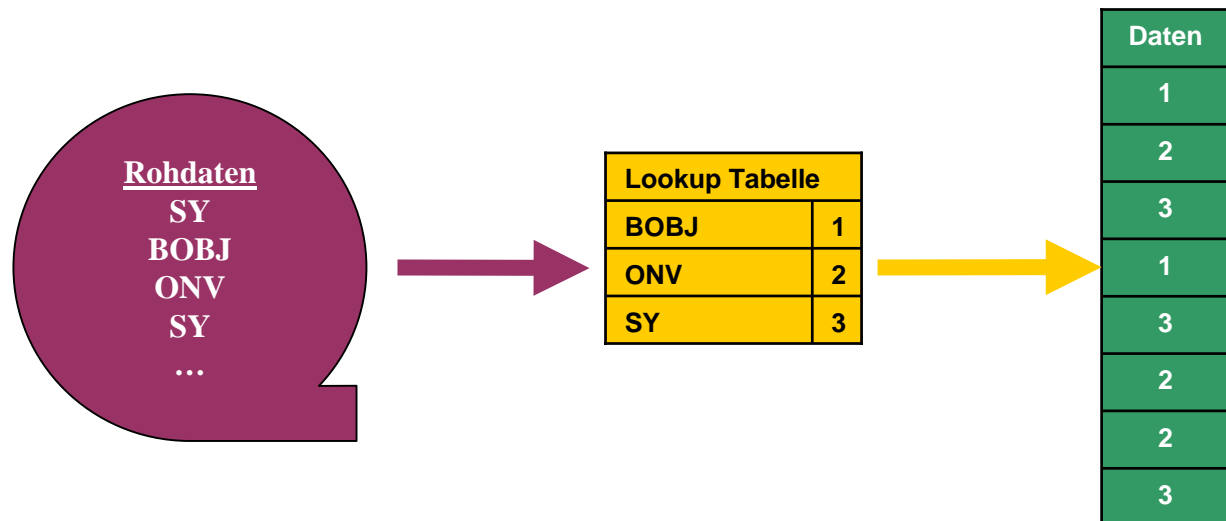 Rohdaten
SY
BOBJ
ONV
SY
…
Lookup Tabelle
BOBJ 1
ONV 2
SY 3
Daten
1
2
3
1
3
2
2
3